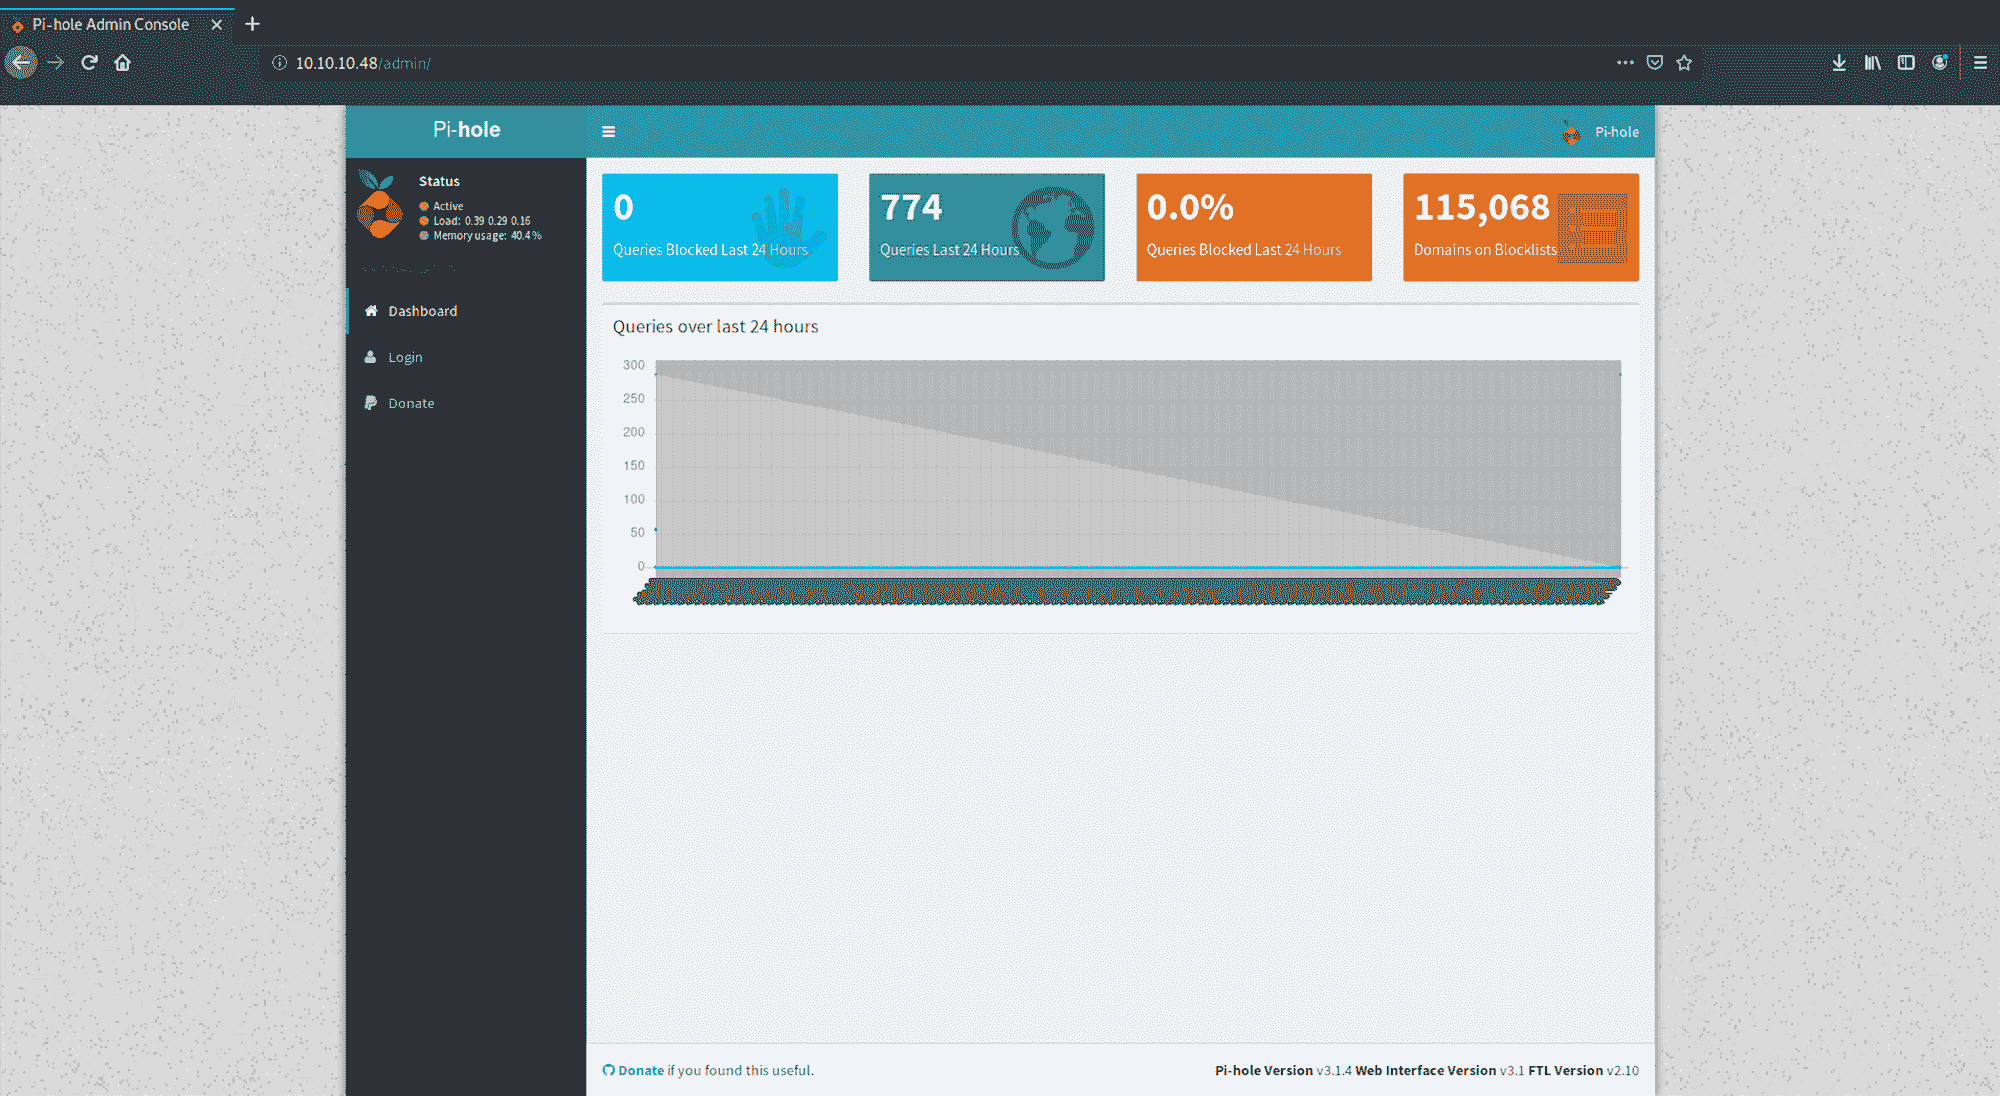 Pi-hole Admin Console
10.10.10.48/admin/
Pi-hole
Pi-hole
Status
Active
Load: 0.39 0.29 0.16
Memory usage: 40.4 %
Dashboard
Login
Donate
0
Queries Blocked Last 24 Hours
774
Queries Last 24 Hours
0.0%
Queries Blocked Last 24 Hours
115,068
Domains on Blocklists
Queries over last 24 hours
300
250
200
150
100
50
0
Donate if you found this useful.
Pi-hole Version v3.1.4 Web Interface Version v3.1 FTL Version v2.10